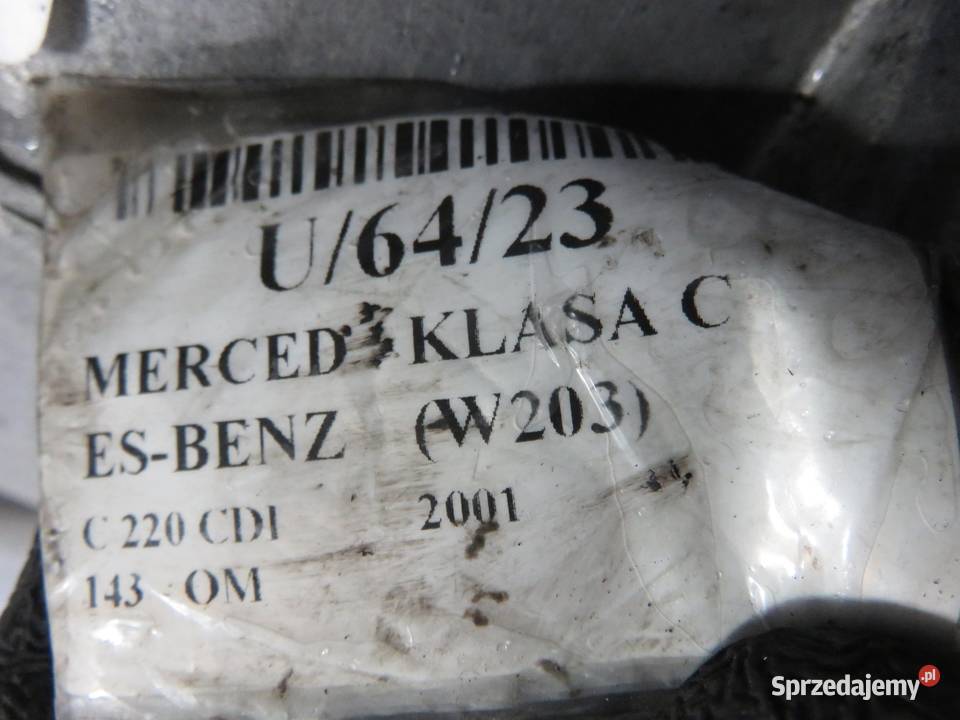 U/64/23
MERCED KLASA C
ES-BENZ (W203)
C 220 CDI 2001
143 OM
Sprzedajemy.pl